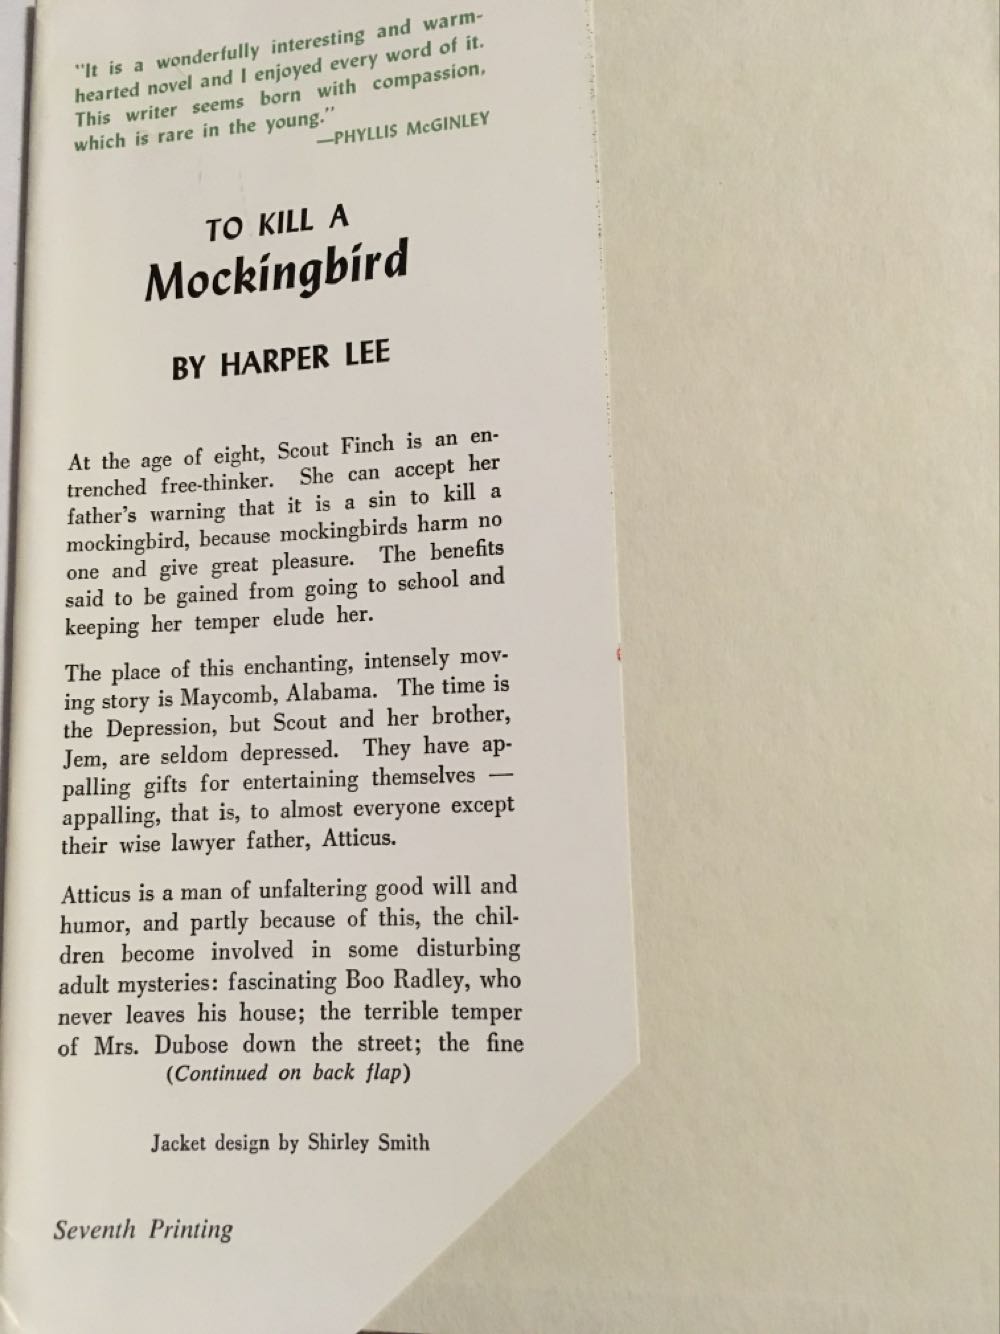 "It is a wonderfully interesting and warm-
hearted novel and I enjoyed every word of it.
This writer seems born with compassion,
which is rare in the young."
—PHYLLIS McGINLEY
TO KILL A
Mockingbird
BY HARPER LEE
At the age of eight, Scout Finch is an en-
trenched free-thinker. She can accept her
father's warning that it is a sin to kill a
mockingbird, because mockingbirds harm no
one and give great pleasure. The benefits
said to be gained from going to school and
keeping her temper elude her.
The place of this enchanting, intensely mov-
ing story is Maycomb, Alabama. The time is
the Depression, but Scout and her brother,
Jem, are seldom depressed. They have ap-
palling gifts for entertaining themselves —
appalling, that is, to almost everyone except
their wise lawyer father, Atticus.
Atticus is a man of unfaltering good will and
humor, and partly because of this, the chil-
dren become involved in some disturbing
adult mysteries: fascinating Boo Radley, who
never leaves his house; the terrible temper
of Mrs. Dubose down the street; the fine
(Continued on back flap)
Jacket design by Shirley Smith
Seventh Printing